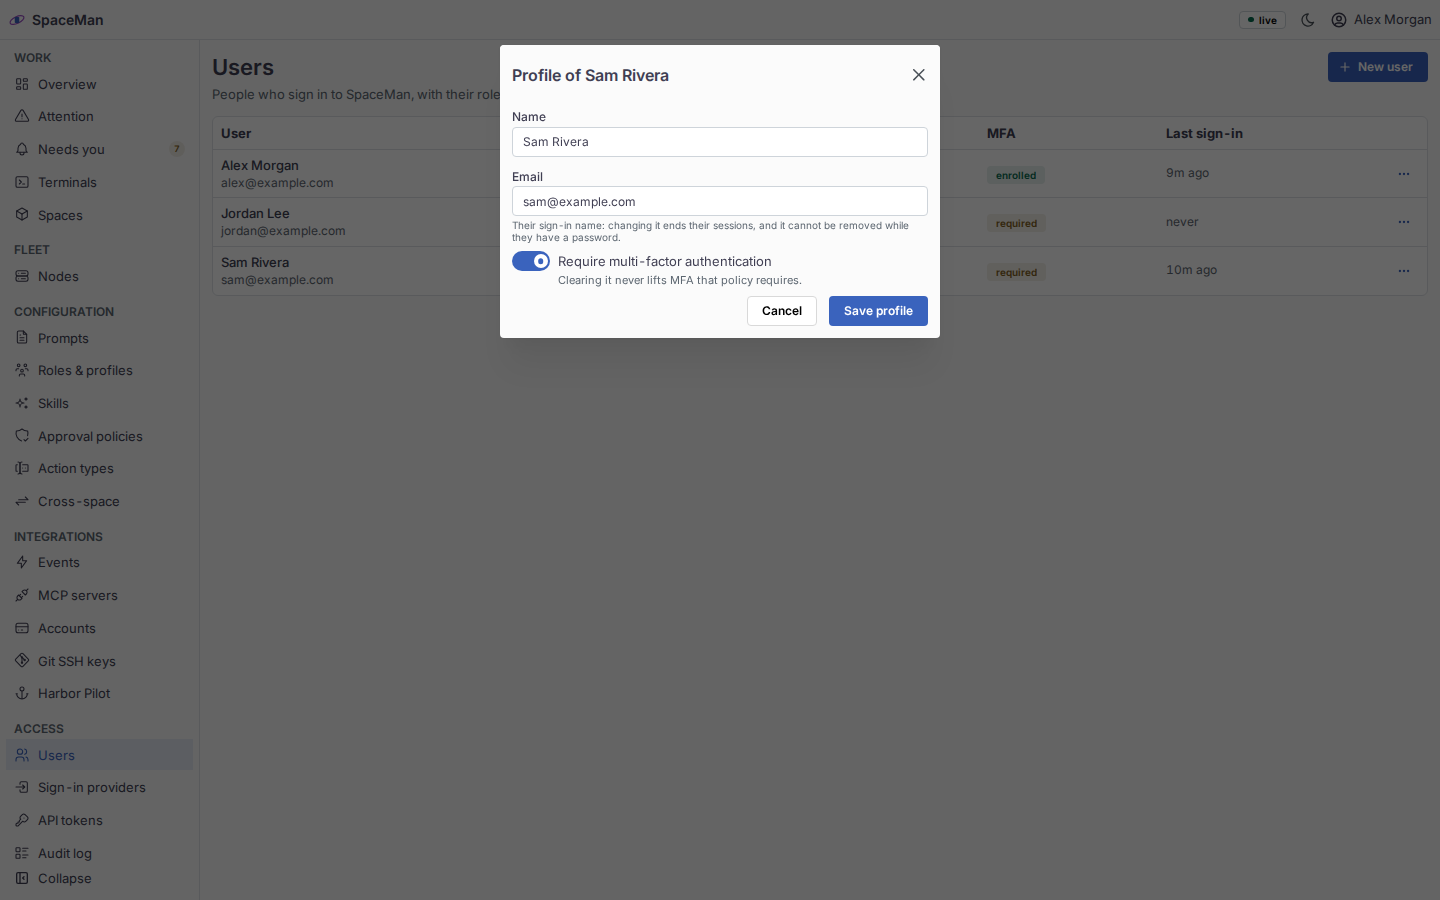 SpaceMan
live
Alex Morgan
WORK
Overview
Attention
Needs you
7
Terminals
Spaces
FLEET
Nodes
CONFIGURATION
Prompts
Roles & profiles
Skills
Approval policies
Action types
Cross-space
INTEGRATIONS
Events
MCP servers
Accounts
Git SSH keys
Harbor Pilot
ACCESS
Users
Sign-in providers
API tokens
Audit log
Collapse
Users
People who sign in to SpaceMan, with their role
New user
User
MFA
Last sign-in
Alex Morgan
alex@example.com
enrolled
9m ago
Jordan Lee
jordan@example.com
required
never
Sam Rivera
sam@example.com
required
10m ago
Profile of Sam Rivera
Name
Sam Rivera
Email
sam@example.com
Their sign-in name: changing it ends their sessions, and it cannot be removed while
they have a password.
Require multi-factor authentication
Clearing it never lifts MFA that policy requires.
Cancel
Save profile